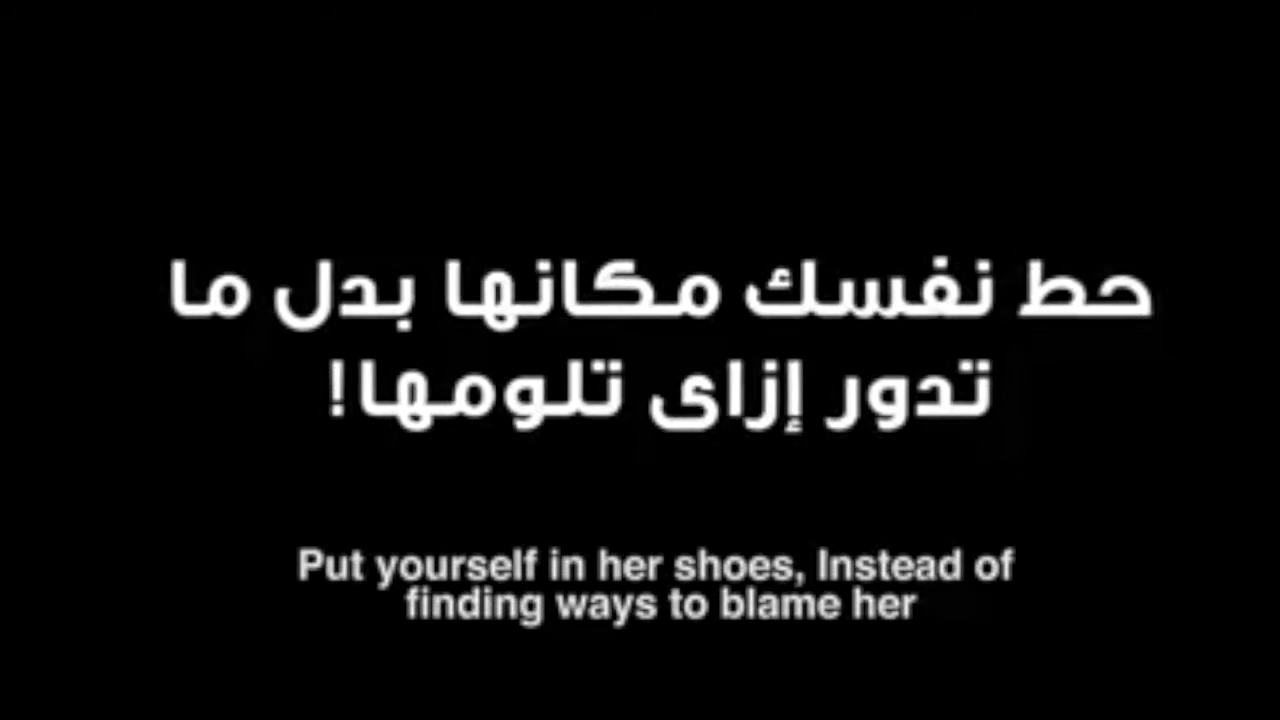 حط نفسك مكانها بدل ما
تدور إزاى تلومها!
Put yourself in her shoes, Instead of
finding ways to blame her